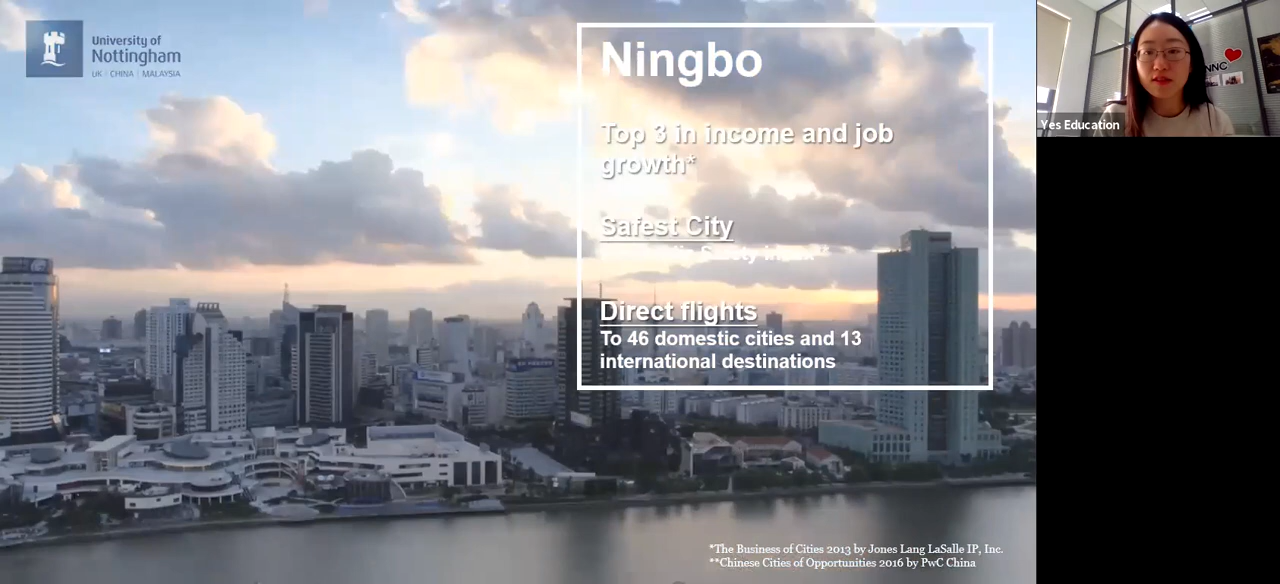 University of
Nottingham
UK | CHINA | MALAYSIA
Ningbo
Top 3 in income and job
growth*
Safest City
Direct flights
To 46 domestic cities and 13
international destinations
*The Business of Cities 2013 by Jones Lang LaSalle IP, Inc.
**Chinese Cities of Opportunities 2016 by PwC China
NNC
Yes Education